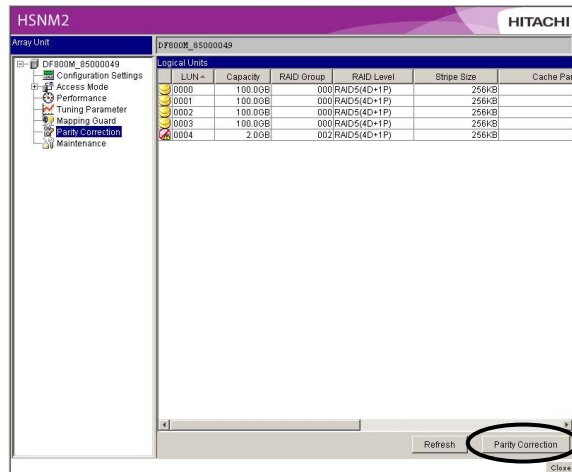 HSNM2
HITACHI
Array Unit
DF800M_85000049
DF800M_85000049
Configuration Settings
Access Mode
Performance
Tuning Parameter
Mapping Guard
Parity Correction
Maintenance
Logical Units
LUN Capacity RAID Group RAID Level Stripe Size Cache Par
0000 100.0GB 000 RAID5(4D+1P) 256KB
0001 100.0GB 000 RAID5(4D+1P) 256KB
0002 100.0GB 000 RAID5(4D+1P) 256KB
0003 100.0GB 000 RAID5(4D+1P) 256KB
0004 2.0GB 002 RAID5(4D+1P) 256KB
Refresh Parity Correction
Close